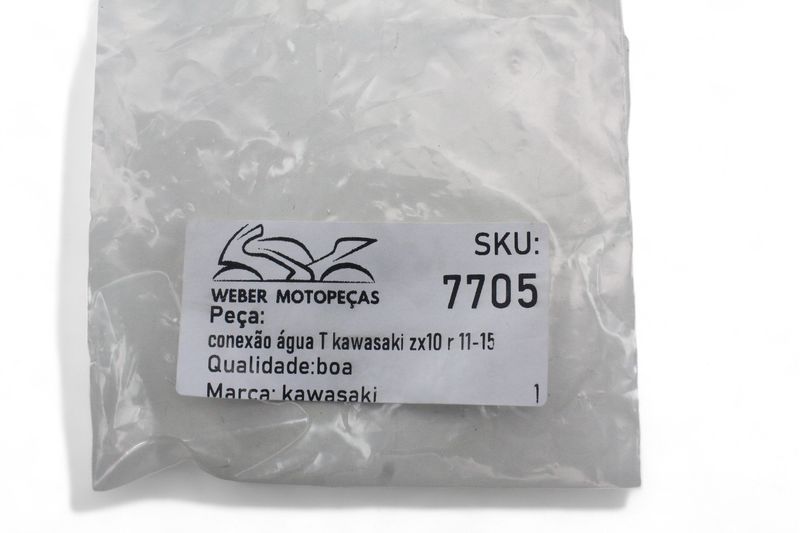 SKU:
7705
WEBER MOTOPEÇAS
Peça:
conexão água T kawasaki zx10 r 11-15
Qualidade:boa
Marca: kawasaki 1